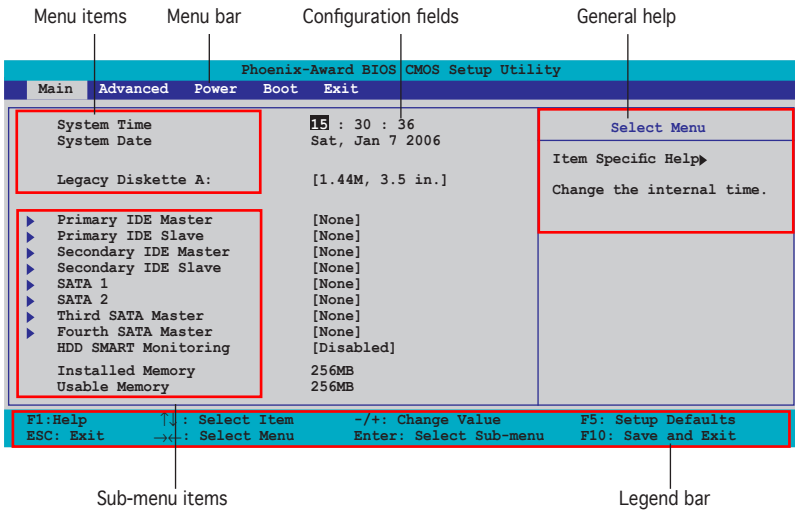 Menu items Menu bar Configuration fields General help
Phoenix-Award BIOS CMOS Setup Utility
Main Advanced Power Boot Exit
System Time 15 : 30 : 36
System Date Sat, Jan 7 2006
Legacy Diskette A: [1.44M, 3.5 in.]
Primary IDE Master [None]
Primary IDE Slave [None]
Secondary IDE Master [None]
Secondary IDE Slave [None]
SATA 1 [None]
SATA 2 [None]
Third SATA Master [None]
Fourth SATA Master [None]
HDD SMART Monitoring [Disabled]
Installed Memory 256MB
Usable Memory 256MB
Select Menu
Item Specific Help
Change the internal time.
F1:Help ↑↓: Select Item -/+: Change Value F5: Setup Defaults
ESC: Exit →←: Select Menu Enter: Select Sub-menu F10: Save and Exit
Sub-menu items Legend bar